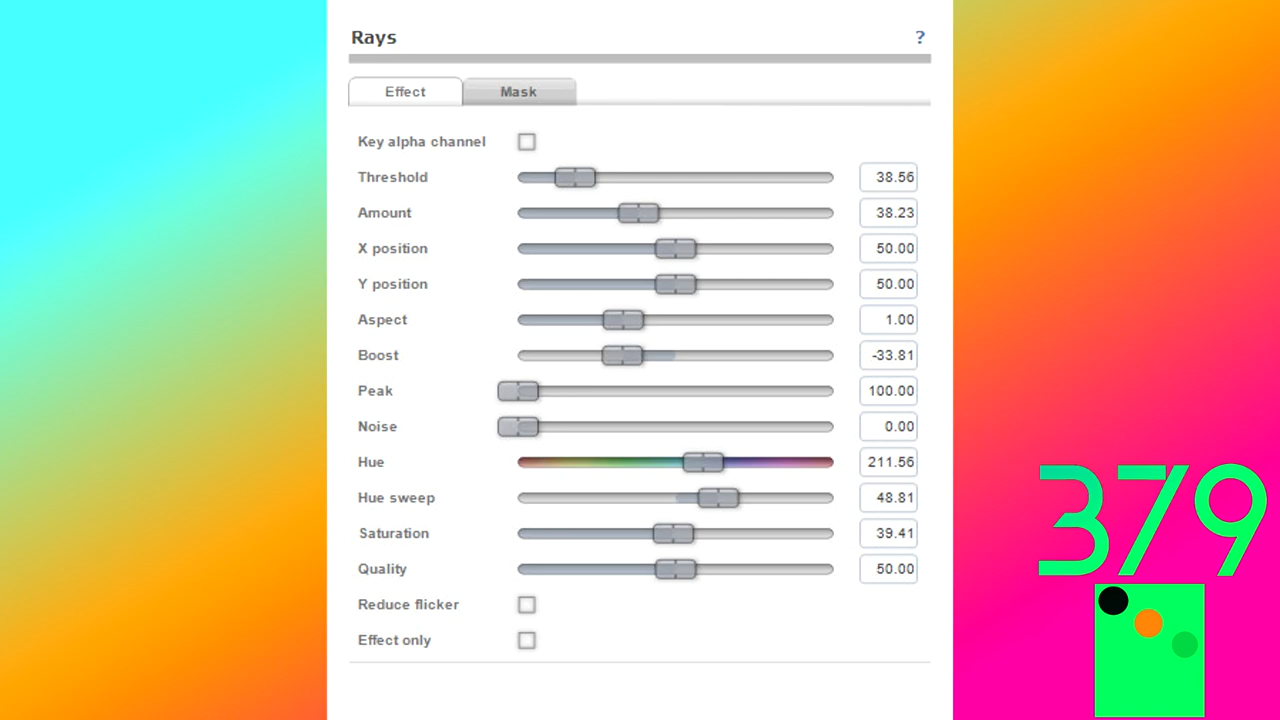 Rays ?
Effect Mask
Key alpha channel
Threshold 38.56
Amount 38.23
X position 50.00
Y position 50.00
Aspect 1.00
Boost -33.81
Peak 100.00
Noise 0.00
Hue 211.56
Hue sweep 48.81
Saturation 39.41
Quality 50.00
Reduce flicker
Effect only
379